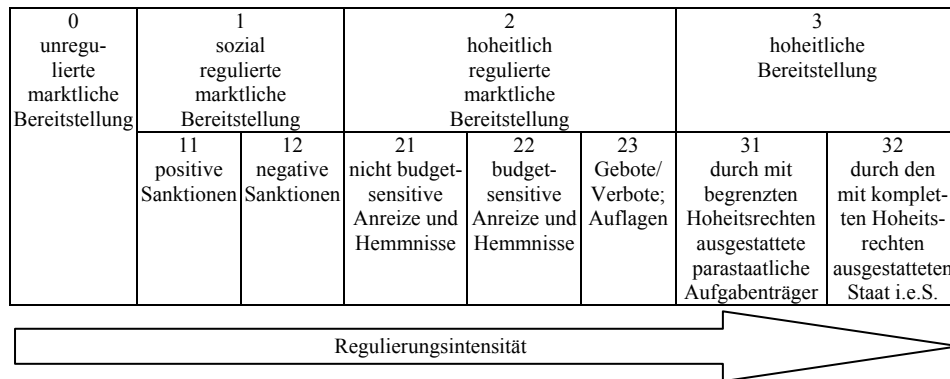 0
unregu-
lierte
marktliche
Bereitstellung
1
sozial
regulierte
marktliche
Bereitstellung
2
hoheitlich
regulierte
marktliche
Bereitstellung
3
hoheitliche
Bereitstellung
11
positive
Sanktionen
12
negative
Sanktionen
21
nicht budget-
sensitive
Anreize und
Hemmnisse
22
budget-
sensitive
Anreize und
Hemmnisse
23
Gebote/
Verbote;
Auflagen
31
durch mit
begrenzten
Hoheitsrechten
ausgestattete
parastaatliche
Aufgabenträger
32
durch den
mit komplet-
ten Hoheits-
rechten
ausgestatteten
Staat i.e.S.
Regulierungsintensität